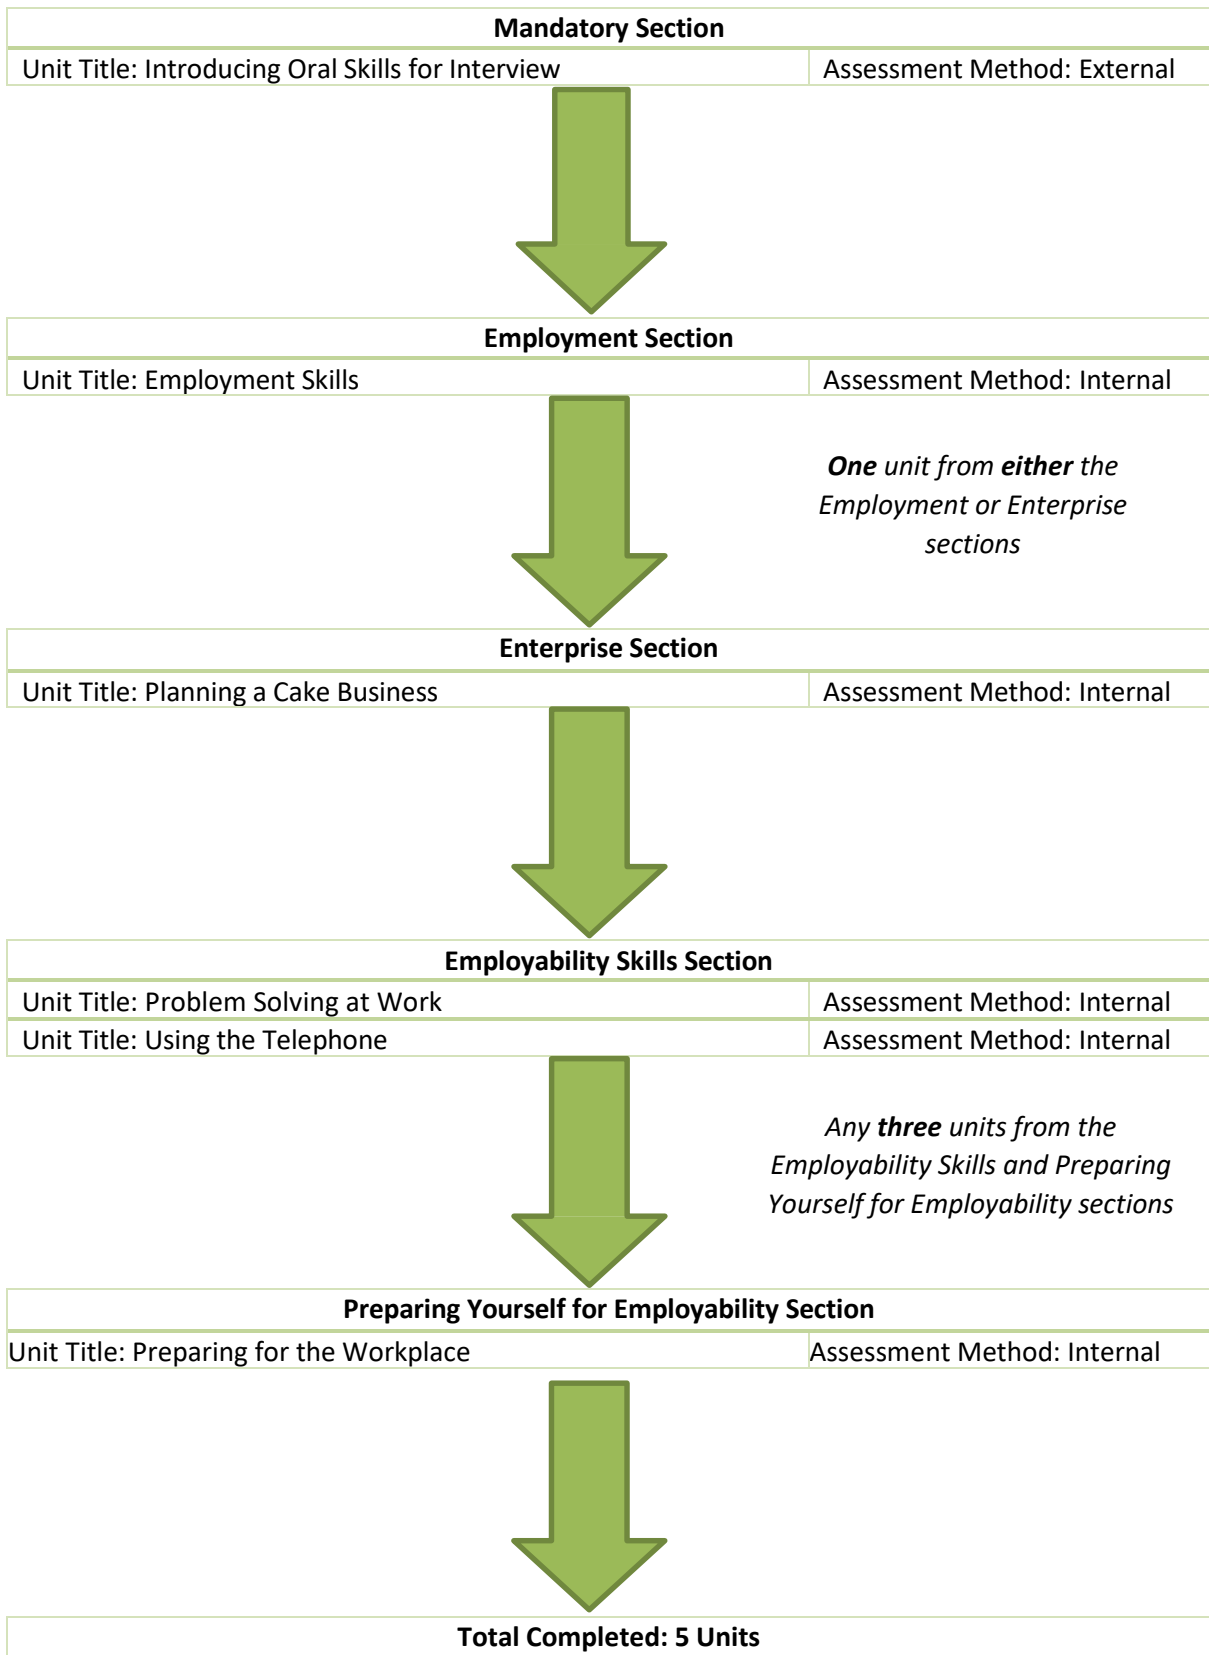 Mandatory Section
Unit Title: Introducing Oral Skills for Interview Assessment Method: External
Employment Section
Unit Title: Employment Skills Assessment Method: Internal
One unit from either the
Employment or Enterprise
sections
Enterprise Section
Unit Title: Planning a Cake Business Assessment Method: Internal
Employability Skills Section
Unit Title: Problem Solving at Work Assessment Method: Internal
Unit Title: Using the Telephone Assessment Method: Internal
Any three units from the
Employability Skills and Preparing
Yourself for Employability sections
Preparing Yourself for Employability Section
Unit Title: Preparing for the Workplace Assessment Method: Internal
Total Completed: 5 Units